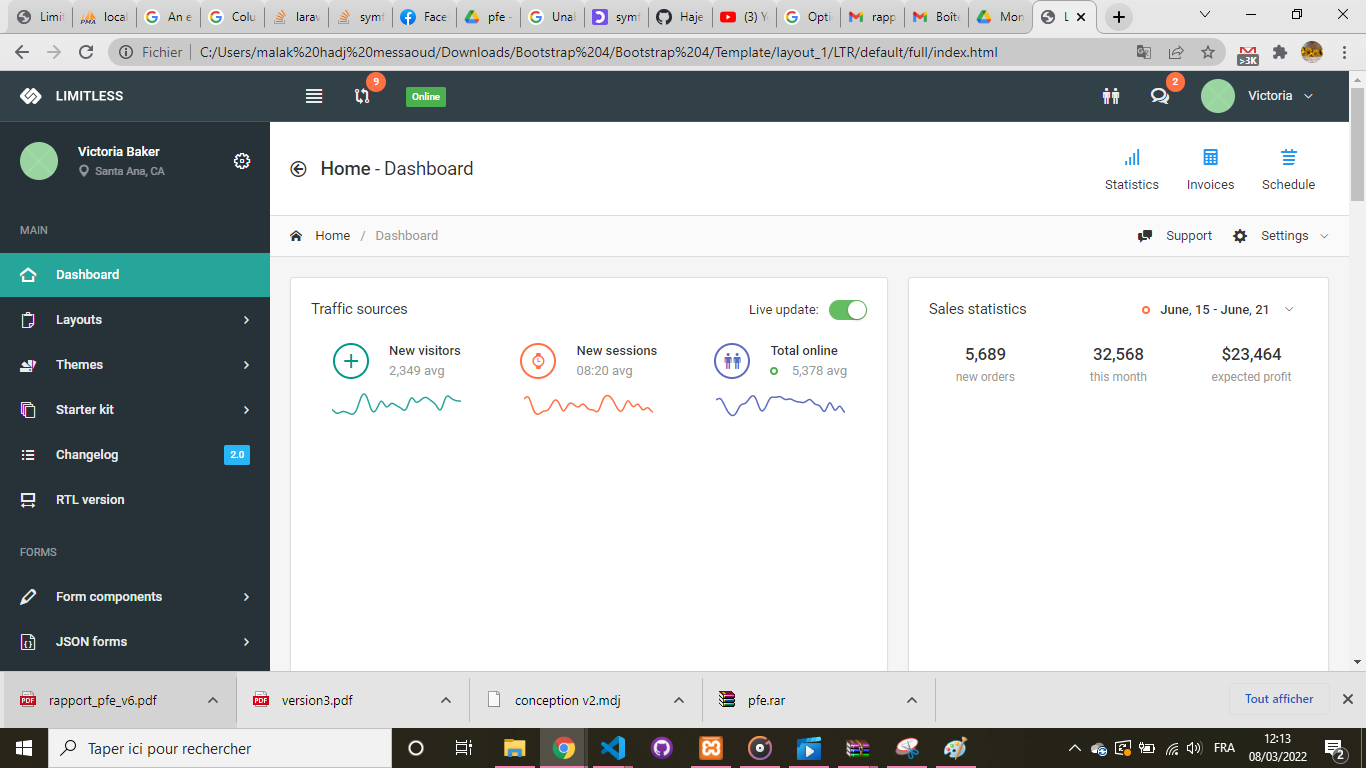 Limit
local
An e
Colu
larav
symf
Face
pfe -
Unal
symf
Haje
(3) Y
Opti
rapp
Boîte
Mon
L
Fichier
C:/Users/malak%20hadj%20messaoud/Downloads/Bootstrap%204/Bootstrap%204/Template/layout_1/LTR/default/full/index.html
>3K
LIMITLESS
9
Online
2
Victoria
Victoria Baker
Santa Ana, CA
MAIN
Dashboard
Layouts
Themes
Starter kit
Changelog
2.0
RTL version
FORMS
Form components
JSON forms
Home - Dashboard
Statistics
Invoices
Schedule
Home / Dashboard
Support
Settings
Traffic sources
Live update:
New visitors
2,349 avg
New sessions
08:20 avg
Total online
5,378 avg
Sales statistics
June, 15 - June, 21
5,689
new orders
32,568
this month
$23,464
expected profit
rapport_pfe_v6.pdf
version3.pdf
conception v2.mdj
pfe.rar
Tout afficher
Taper ici pour rechercher
FRA
12:13
08/03/2022
2